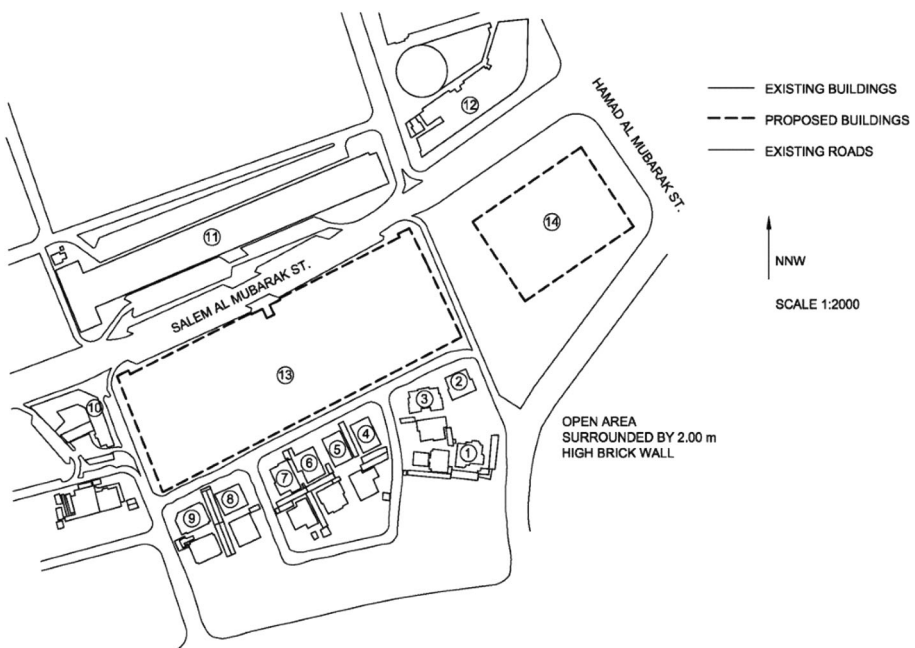 12
HAMAD AL MUBARAK ST.
EXISTING BUILDINGS
PROPOSED BUILDINGS
EXISTING ROADS
14
11
NNW
SALEM AL MUBARAK ST.
SCALE 1:2000
13
2
3
10
OPEN AREA
SURROUNDED BY 2.00 m
HIGH BRICK WALL
4
5
6
1
7
8
9